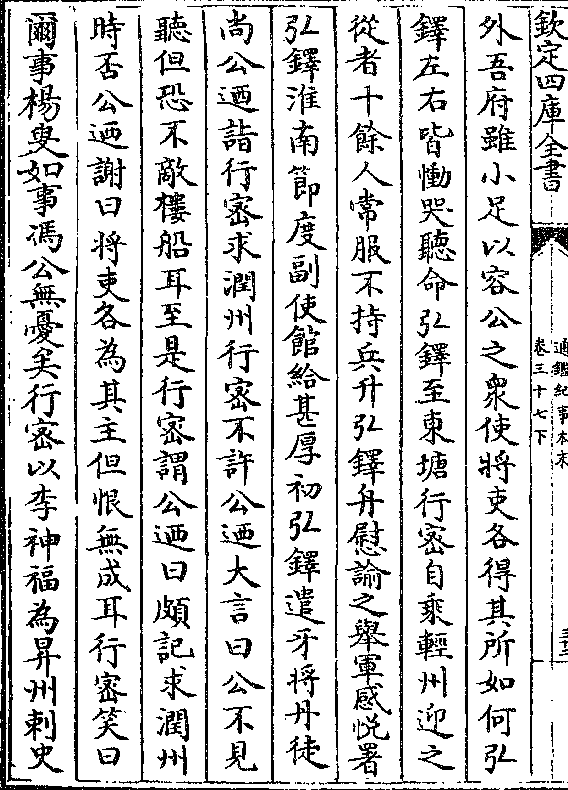 欽定四庫全書
通鑑紀事本末
卷三十七下
外吾府雖小足以容公之衆使將吏各得其所如何弘
鐸左右皆慟哭聽命弘鐸至東塘行密自乘輕州迎之
從者十餘人常服不持兵升弘鐸舟慰諭之舉軍感悦署
弘鐸淮南節度副使館給甚厚初弘鐸遣牙將丹徒
尚公迺詣行密求潤州行密不許公迺大言曰公不見
聽但恐不敵樓船耳至是行密謂公迺曰頗記求潤州
時否公迺謝曰將吏各為其主但恨無成耳行密笑曰
爾事楊叟如事馮公無憂矣行密以李神福為昇州刺史